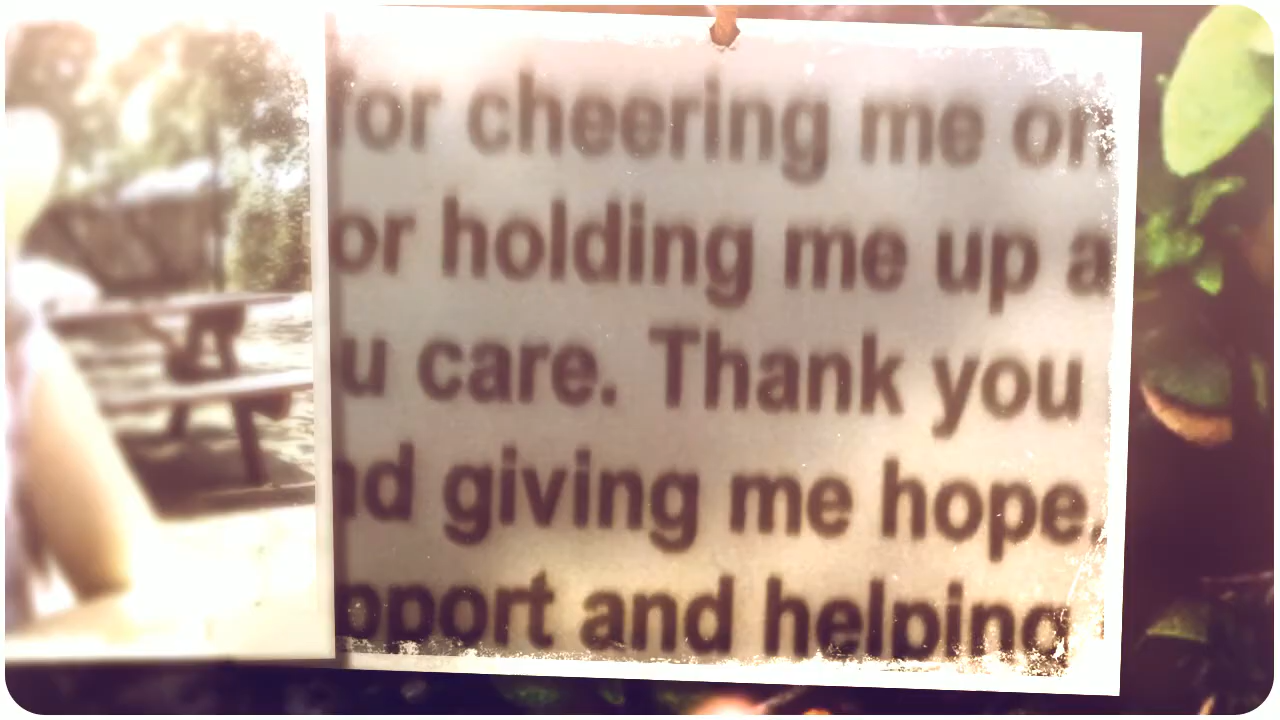 for cheering me on
or holding me up a
u care. Thank you
nd giving me hope.
pport and helping